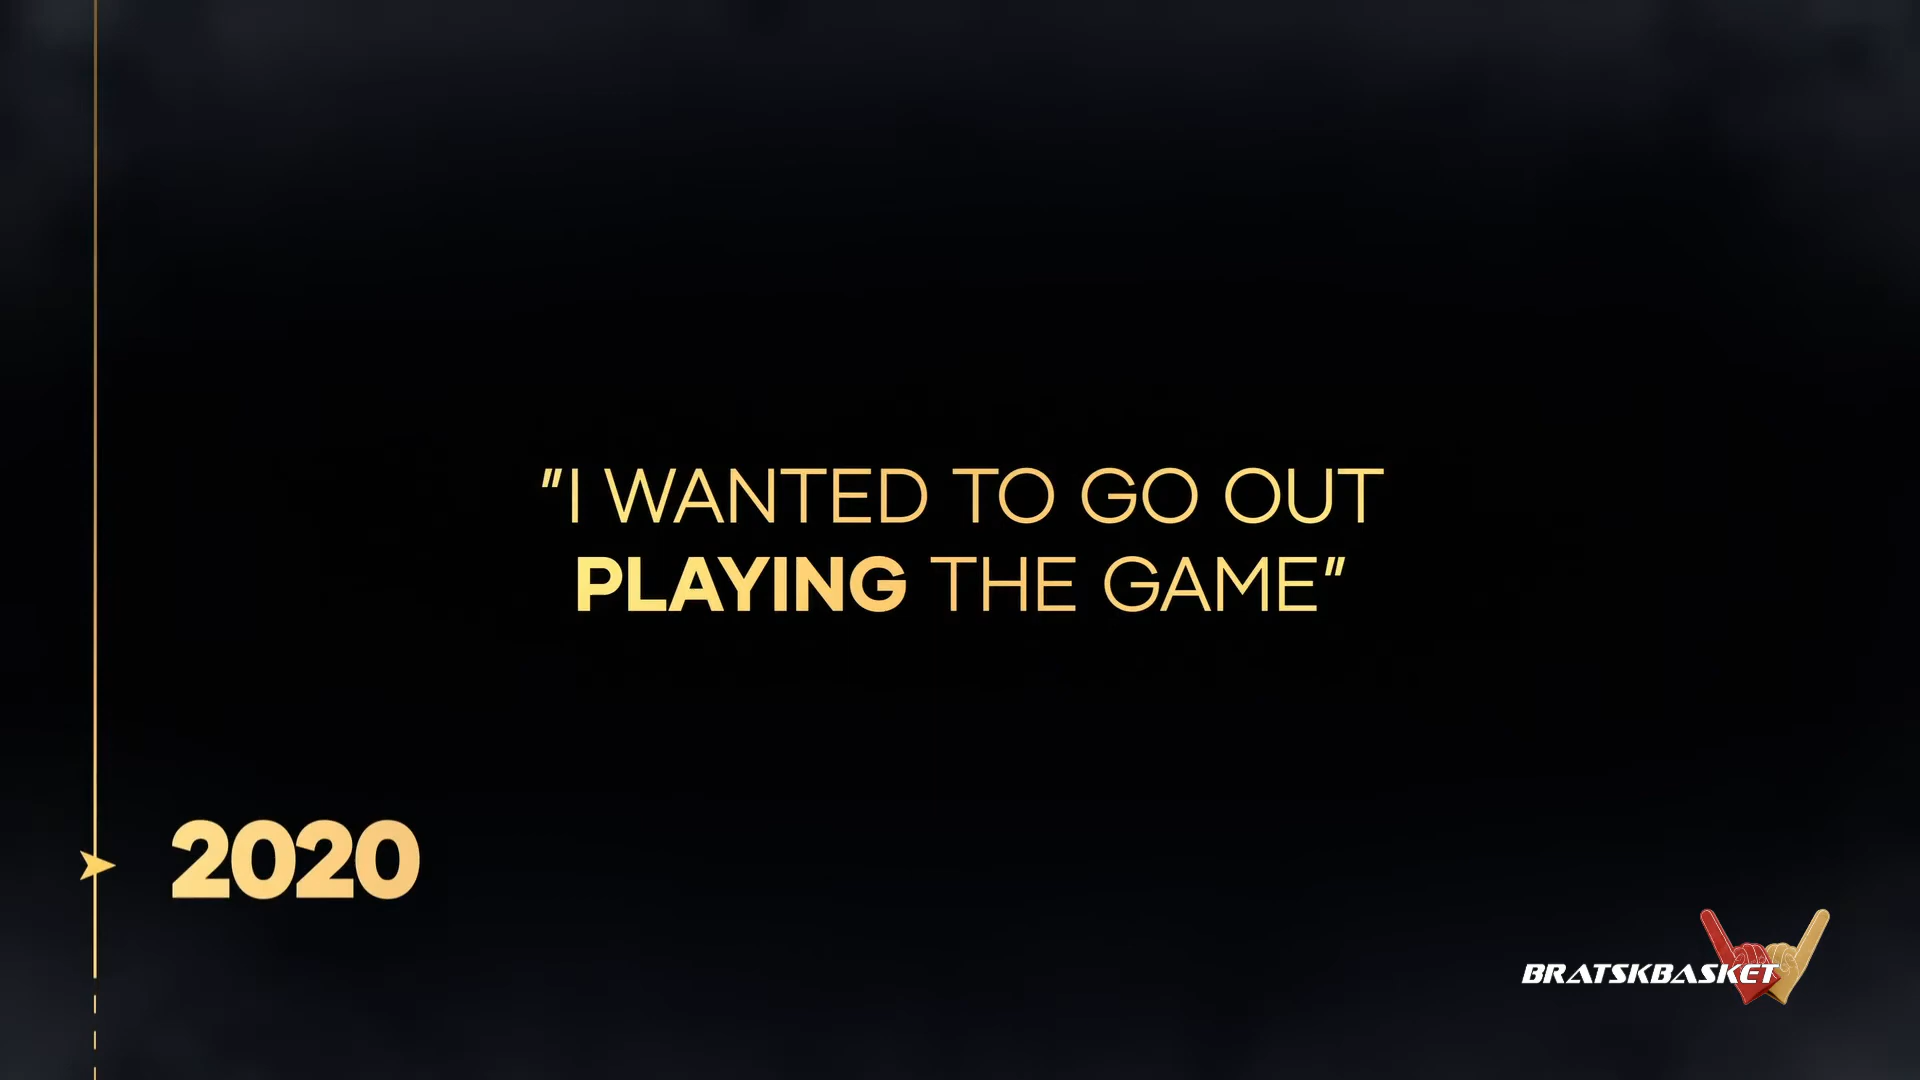 "I WANTED TO GO OUT
PLAYING THE GAME"
2020
BRATSKBASKET